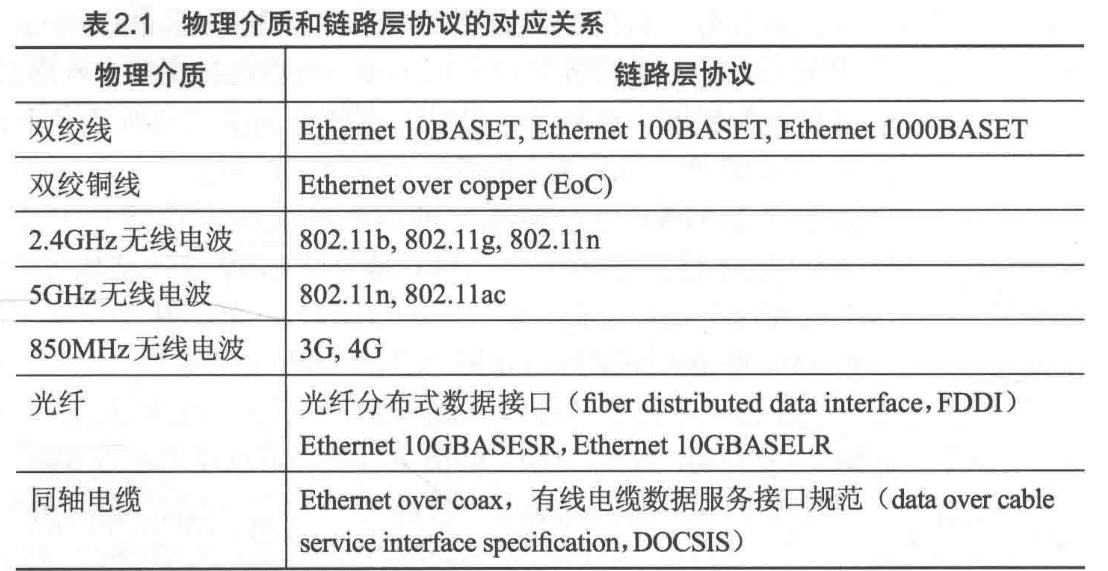 表2.1 物理介质和链路层协议的对应关系
物理介质 链路层协议
双绞线 Ethernet 10BASET, Ethernet 100BASET, Ethernet 1000BASET
双绞铜线 Ethernet over copper (EoC)
2.4GHz无线电波 802.11b, 802.11g, 802.11n
5GHz无线电波 802.11n, 802.11ac
850MHz无线电波 3G, 4G
光纤 光纤分布式数据接口（fiber distributed data interface，FDDI）
Ethernet 10GBASESR，Ethernet 10GBASELR
同轴电缆 Ethernet over coax，有线电缆数据服务接口规范（data over cable
service interface specification，DOCSIS）